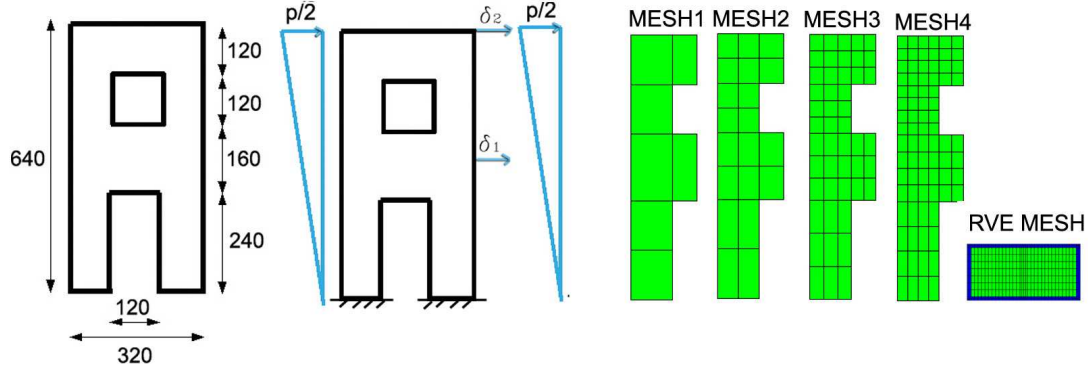 640
120
120
160
240
120
320
p/2
δ₂
δ₁
p/2
MESH1
MESH2
MESH3
MESH4
RVE MESH